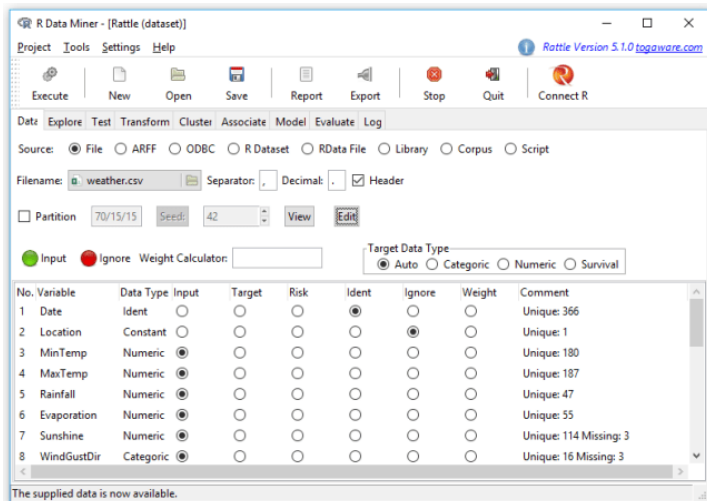 R Data Miner - [Rattle (dataset)]
Project Tools Settings Help Rattle Version 5.1.0 togaware.com
Execute New Open Save Report Export Stop Quit Connect R
Data Explore Test Transform Cluster Associate Model Evaluate Log
Source: File ARFF ODBC R Dataset RData File Library Corpus Script
Filename: weather.csv Separator: , Decimal: . Header
Partition 70/15/15 Seed: 42 View Edit
Target Data Type
Input Ignore Weight Calculator: Auto Categoric Numeric Survival
No. Variable Data Type Input Target Risk Ident Ignore Weight Comment
1 Date Ident Unique: 366
2 Location Constant Unique: 1
3 MinTemp Numeric Unique: 180
4 MaxTemp Numeric Unique: 187
5 Rainfall Numeric Unique: 47
6 Evaporation Numeric Unique: 55
7 Sunshine Numeric Unique: 114 Missing: 3
8 WindGustDir Categoric Unique: 16 Missing: 3
The supplied data is now available.